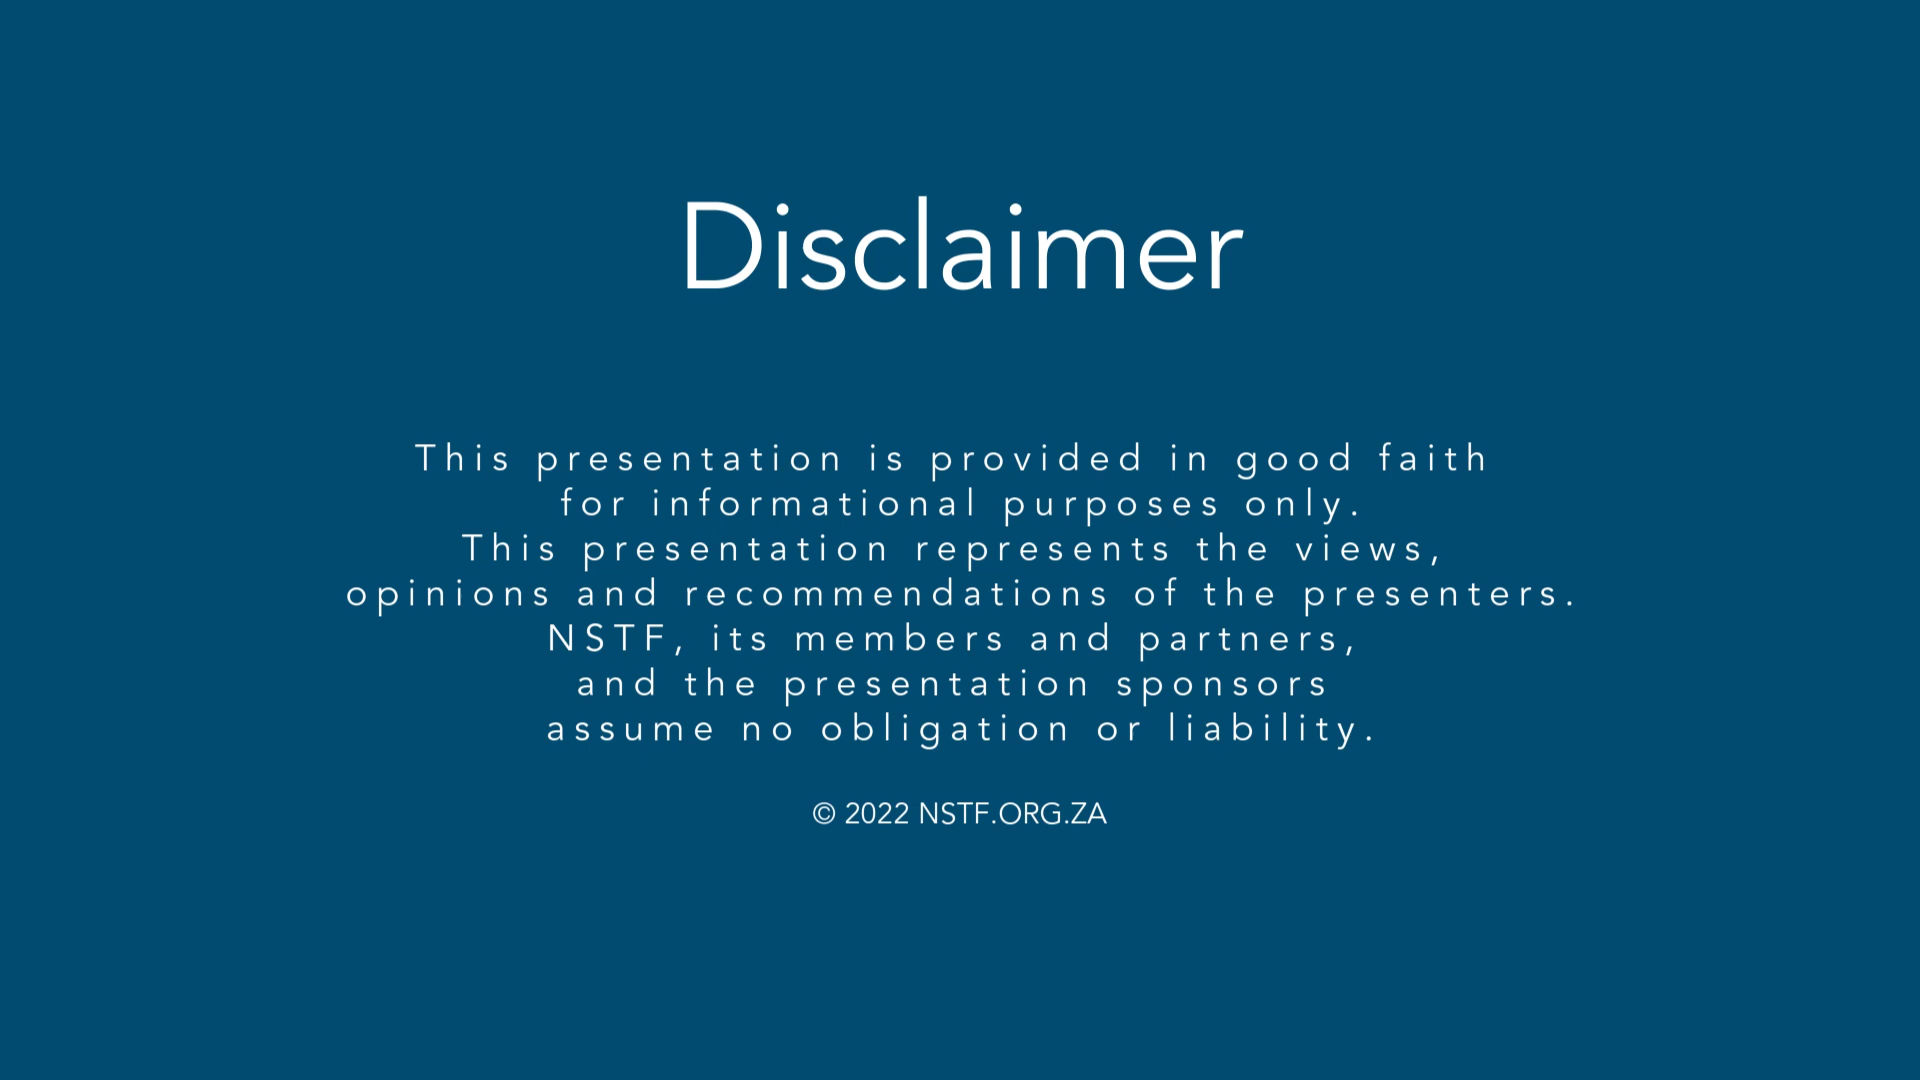 Disclaimer
This presentation is provided in good faith
for informational purposes only.
This presentation represents the views,
opinions and recommendations of the presenters.
NSTF, its members and partners,
and the presentation sponsors
assume no obligation or liability.
© 2022 NSTF.ORG.ZA